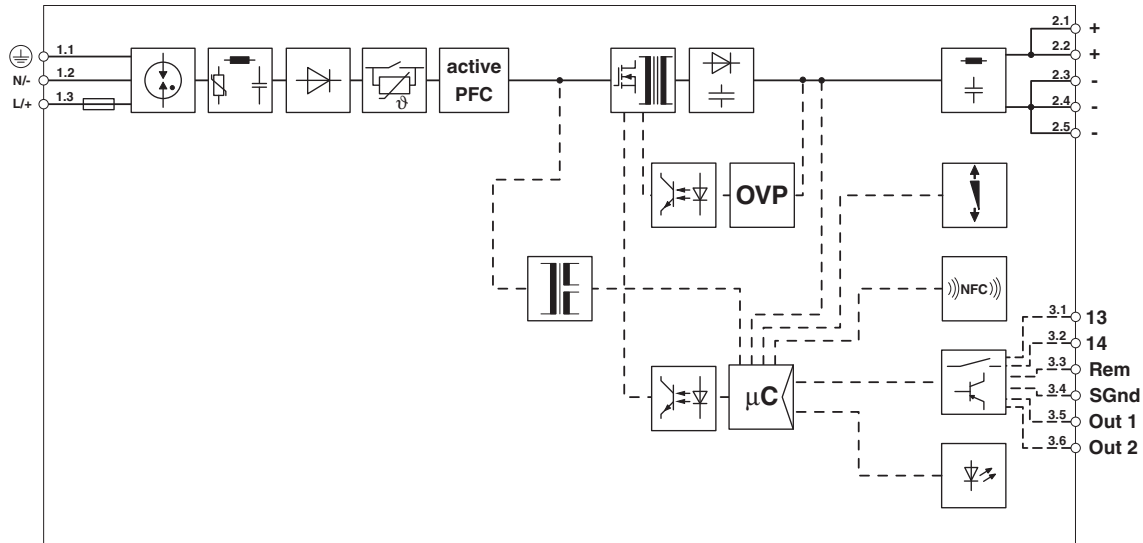 1.1
N/- 1.2
L/+ 1.3
active
PFC
ϑ
2.1 +
2.2 +
2.3 -
2.4 -
2.5 -
OVP
)))NFC)))
µC
3.1 13
3.2 14
3.3 Rem
3.4 SGnd
3.5 Out 1
3.6 Out 2